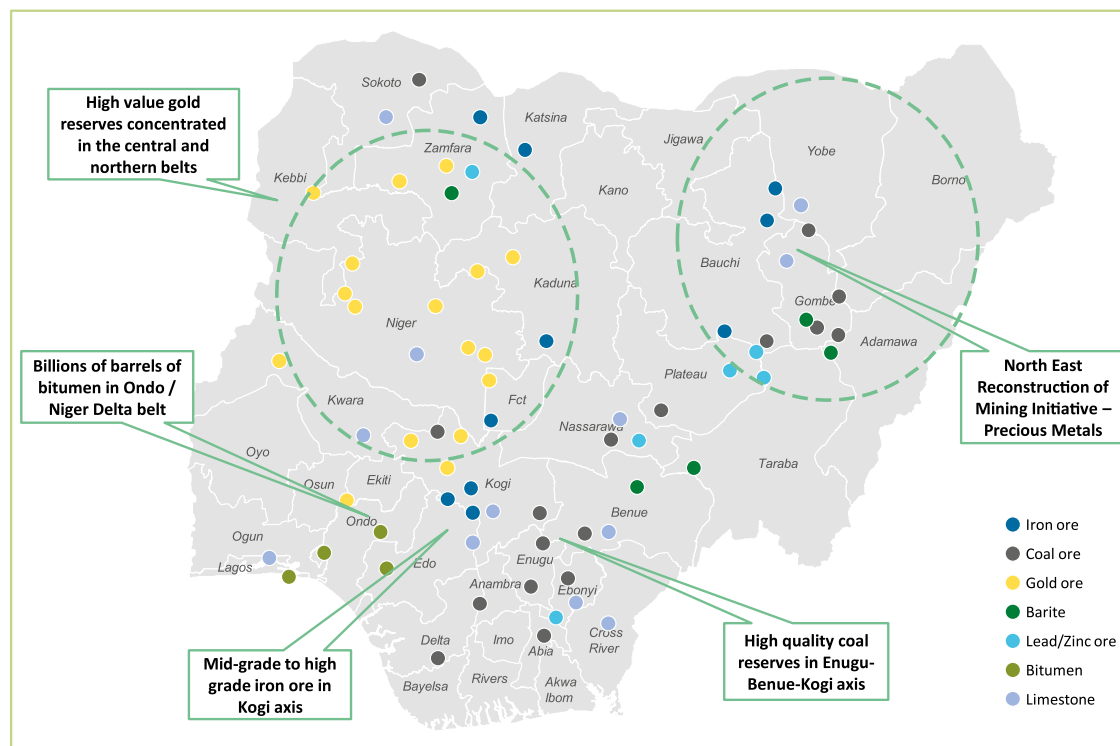 High value gold
reserves concentrated
in the central and
northern belts
Sokoto
Katsina
Zamfara
Kebbi
Jigawa
Yobe
Borno
Kano
Bauchi
Kaduna
Gombe
Niger
Adamawa
Billions of barrels of
bitumen in Ondo /
Niger Delta belt
Plateau
North East
Reconstruction of
Mining Initiative –
Precious Metals
Kwara
Fct
Nassarawa
Oyo
Taraba
Osun
Ekiti
Kogi
Ondo
Benue
Ogun
Lagos
Edo
Enugu
Anambra
Ebonyi
Delta
Imo
Abia
Cross
River
Bayelsa
Rivers
Akwa
Ibom
Mid-grade to high
grade iron ore in
Kogi axis
High quality coal
reserves in Enugu-
Benue-Kogi axis
Iron ore
Coal ore
Gold ore
Barite
Lead/Zinc ore
Bitumen
Limestone